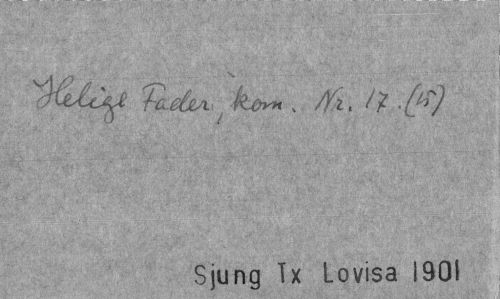 Helige Fader, kom. Nr. 17. (15)
Sjung Tx Lovisa 1901